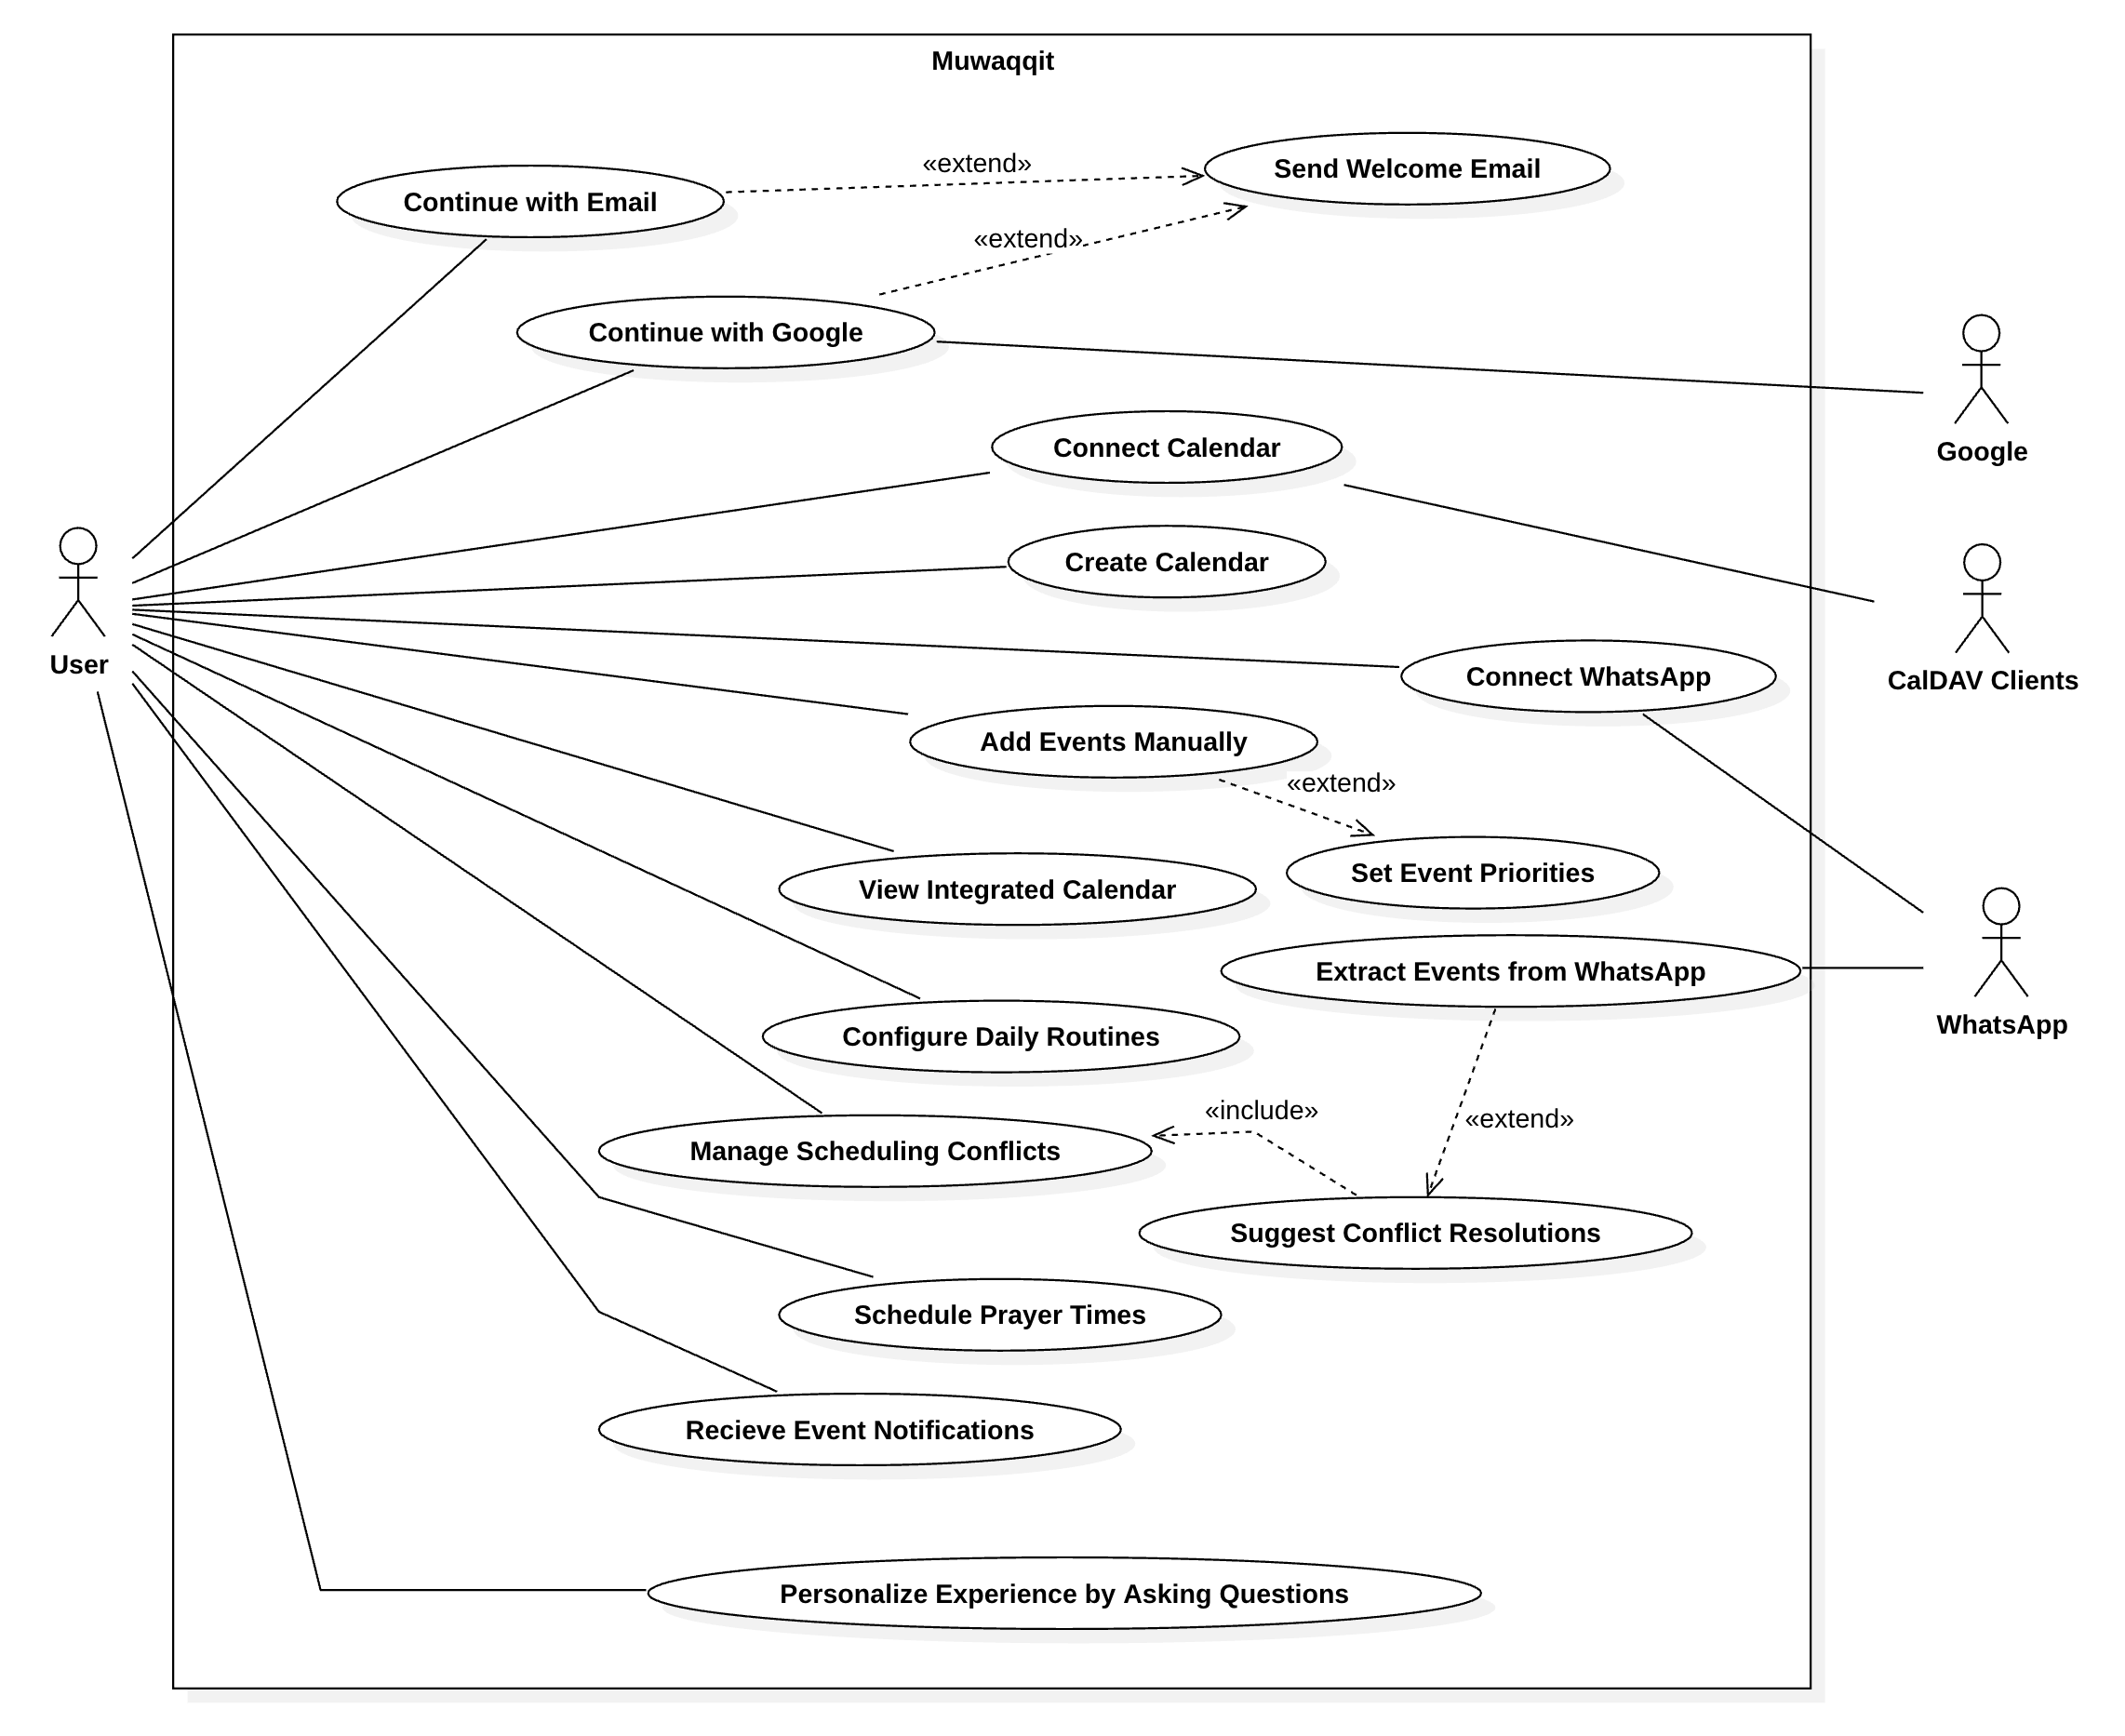 Muwaqqit
«extend»
Send Welcome Email
Continue with Email
«extend»
Continue with Google
Google
Connect Calendar
Create Calendar
User
CalDAV Clients
Connect WhatsApp
Add Events Manually
«extend»
Set Event Priorities
View Integrated Calendar
Extract Events from WhatsApp
WhatsApp
Configure Daily Routines
«include»
«extend»
Manage Scheduling Conflicts
Suggest Conflict Resolutions
Schedule Prayer Times
Recieve Event Notifications
Personalize Experience by Asking Questions